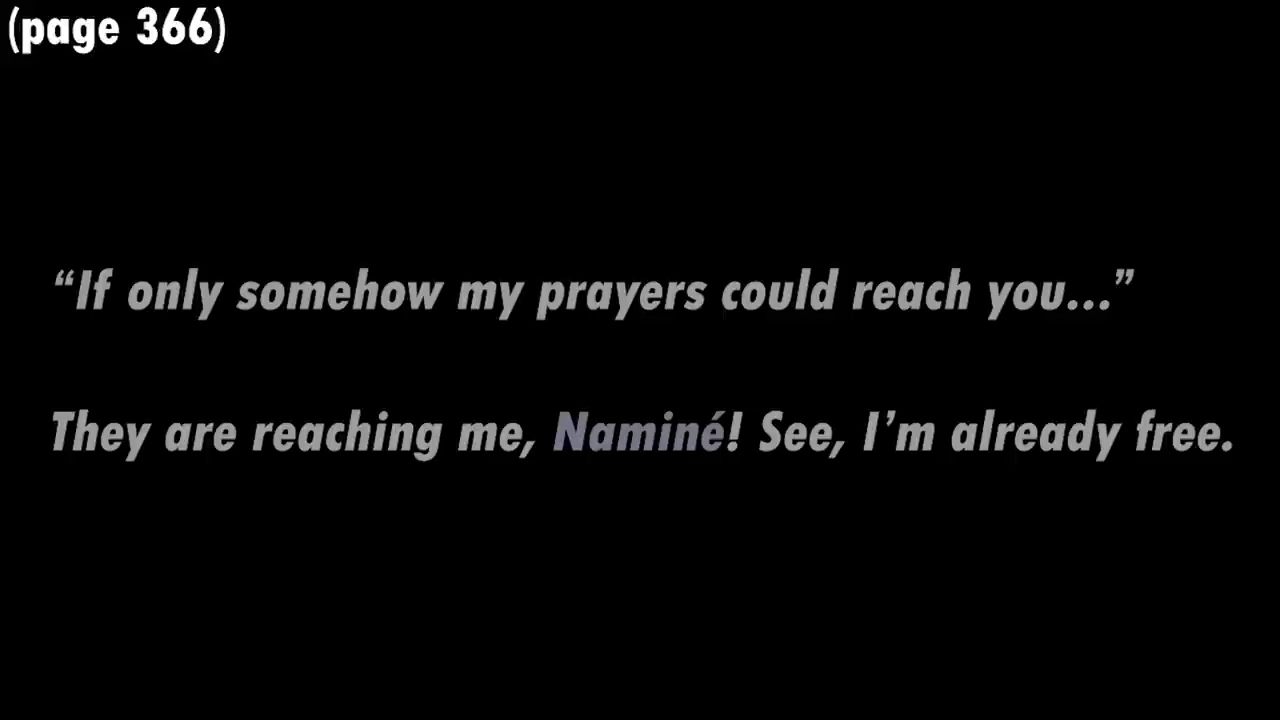 (page 366)
“If only somehow my prayers could reach you...”
They are reaching me, Naminé! See, I’m already free.